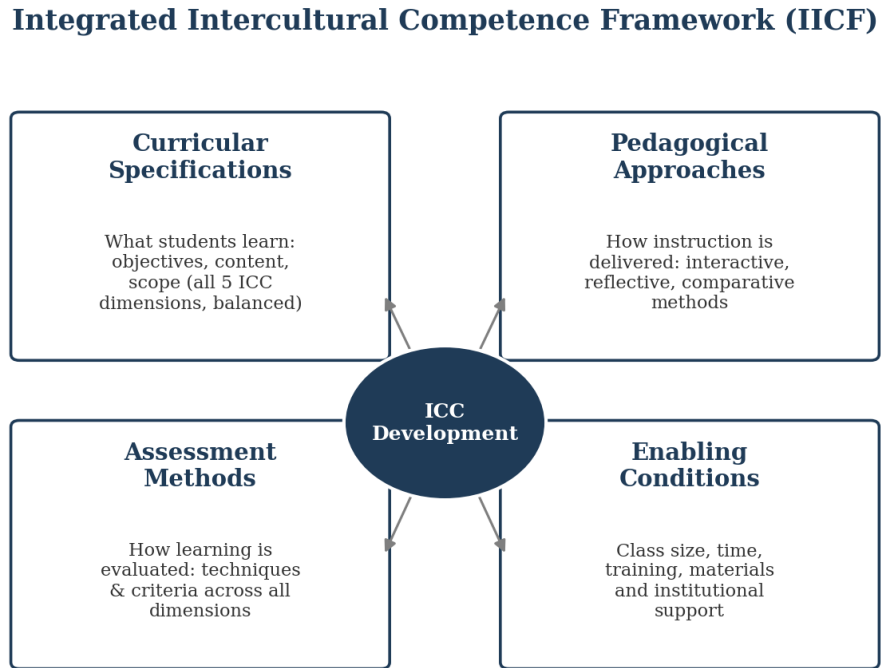 Integrated Intercultural Competence Framework (IICF)
Curricular
Specifications
What students learn:
objectives, content,
scope (all 5 ICC
dimensions, balanced)
Pedagogical
Approaches
How instruction is
delivered: interactive,
reflective, comparative
methods
ICC
Development
Assessment
Methods
How learning is
evaluated: techniques
& criteria across all
dimensions
Enabling
Conditions
Class size, time,
training, materials
and institutional
support